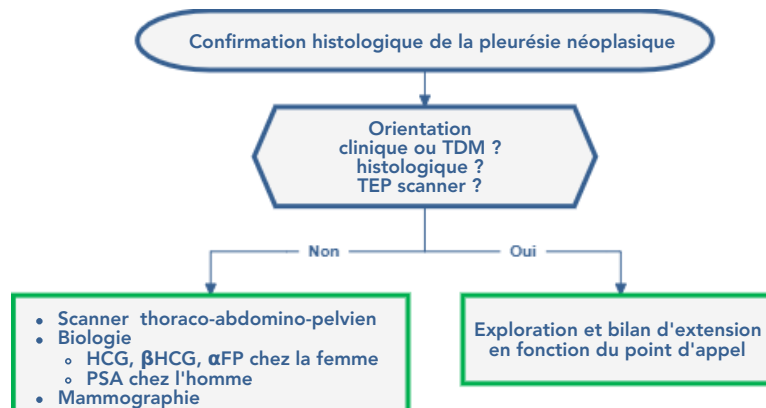 Confirmation histologique de la pleurésie néoplasique
Orientation
clinique ou TDM ?
histologique ?
TEP scanner ?
Non
Oui
• Scanner thoraco-abdomino-pelvien
• Biologie
○ HCG, βHCG, αFP chez la femme
○ PSA chez l'homme
• Mammographie
Exploration et bilan d'extension
en fonction du point d'appel